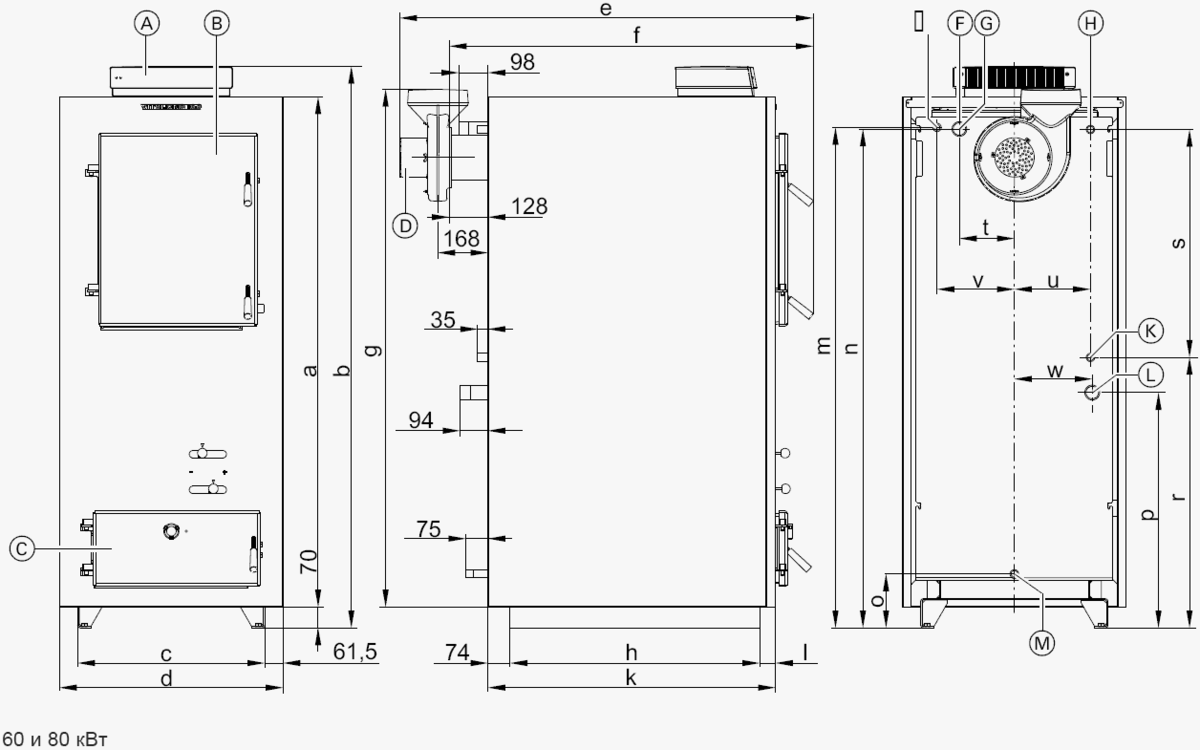 e
f
A
B
98
F
G
H
D
128
168
t
s
v
u
35
g
a
b
m
n
K
w
L
94
75
C
70
p
r
o
M
c
61,5
74
h
l
d
k
60 и 80 кВт